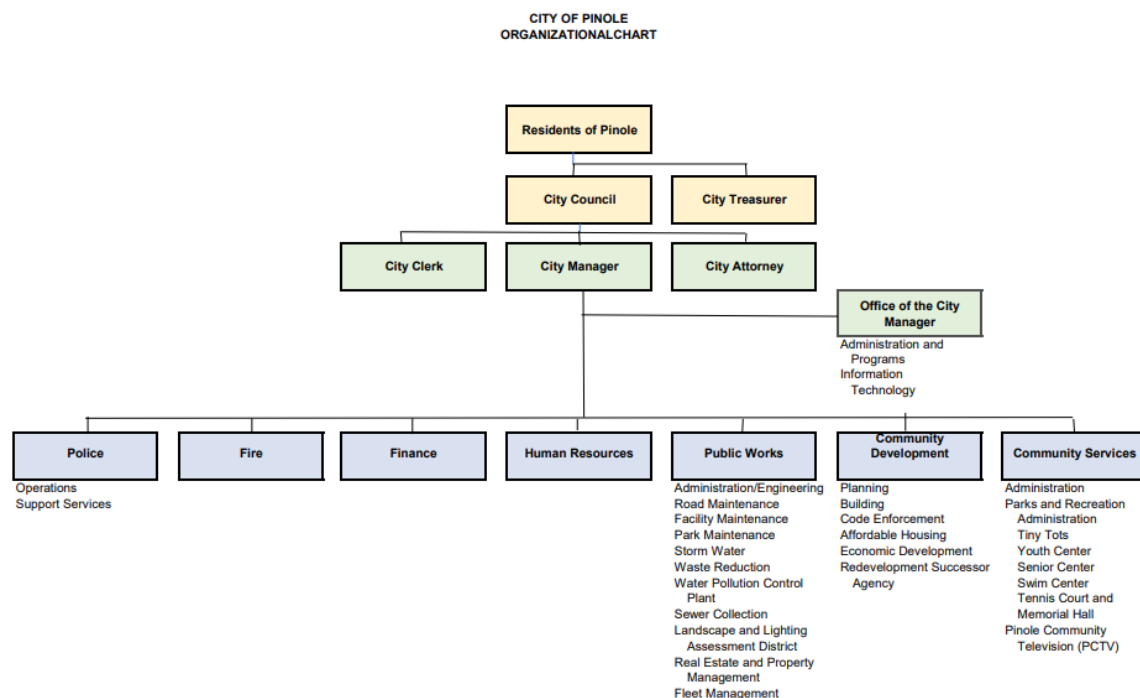 CITY OF PINOLE
ORGANIZATIONALCHART
Residents of Pinole
City Council
City Treasurer
City Clerk
City Manager
City Attorney
Office of the City
Manager
Administration and
Programs
Information
Technology
Police
Operations
Support Services
Fire
Finance
Human Resources
Public Works
Administration/Engineering
Road Maintenance
Facility Maintenance
Park Maintenance
Storm Water
Waste Reduction
Water Pollution Control
Plant
Sewer Collection
Landscape and Lighting
Assessment District
Real Estate and Property
Management
Fleet Management
Community
Development
Planning
Building
Code Enforcement
Affordable Housing
Economic Development
Redevelopment Successor
Agency
Community Services
Administration
Parks and Recreation
Administration
Tiny Tots
Youth Center
Senior Center
Swim Center
Tennis Court and
Memorial Hall
Pinole Community
Television (PCTV)